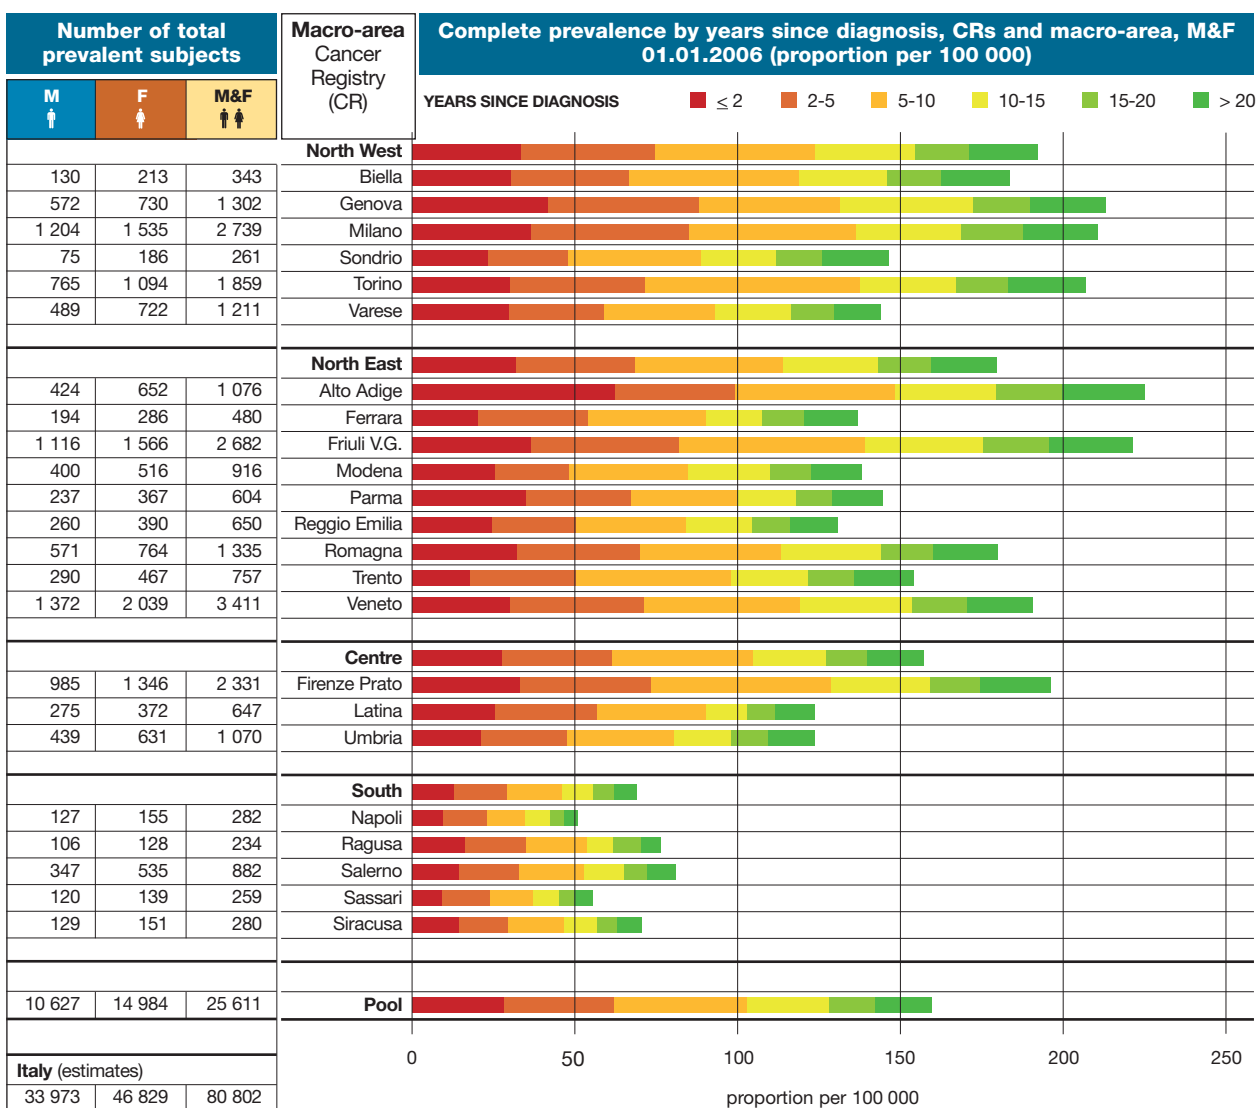 Number of total
prevalent subjects
Macro-area
Cancer
Registry
(CR)
Complete prevalence by years since diagnosis, CRs and macro-area, M&F
01.01.2006 (proportion per 100 000)
M F M&F
YEARS SINCE DIAGNOSIS ≤ 2 2-5 5-10 10-15 15-20 > 20
North West
130 213 343 Biella
572 730 1 302 Genova
1 204 1 535 2 739 Milano
75 186 261 Sondrio
765 1 094 1 859 Torino
489 722 1 211 Varese
North East
424 652 1 076 Alto Adige
194 286 480 Ferrara
1 116 1 566 2 682 Friuli V.G.
400 516 916 Modena
237 367 604 Parma
260 390 650 Reggio Emilia
571 764 1 335 Romagna
290 467 757 Trento
1 372 2 039 3 411 Veneto
Centre
985 1 346 2 331 Firenze Prato
275 372 647 Latina
439 631 1 070 Umbria
South
127 155 282 Napoli
106 128 234 Ragusa
347 535 882 Salerno
120 139 259 Sassari
129 151 280 Siracusa
10 627 14 984 25 611 Pool
0 50 100 150 200 250
Italy (estimates)
33 973 46 829 80 802
proportion per 100 000